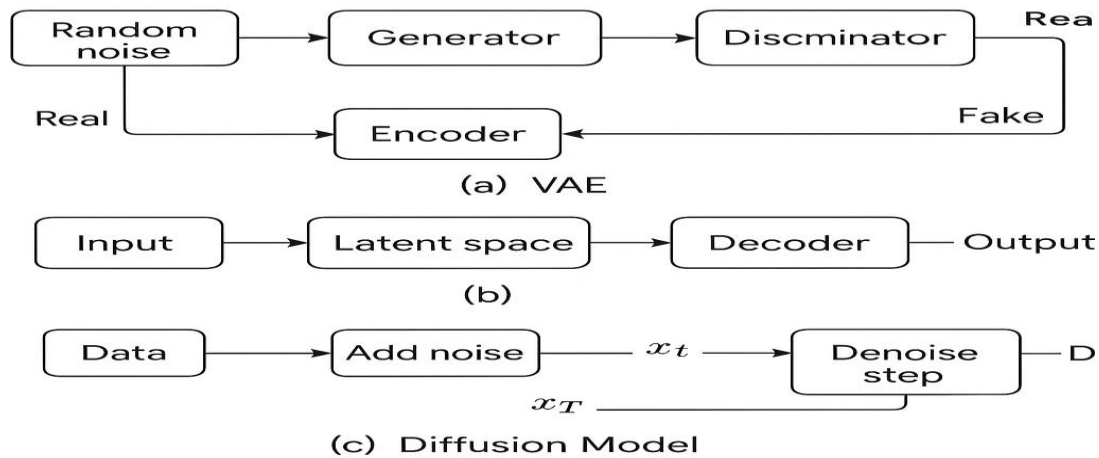 Random
noise
Generator
Discminator
Rea
Real
Encoder
Fake
(a) VAE
Input
Latent space
Decoder
Output
(b)
Data
Add noise
x_t
Denoise
step
D
x_T
(c) Diffusion Model